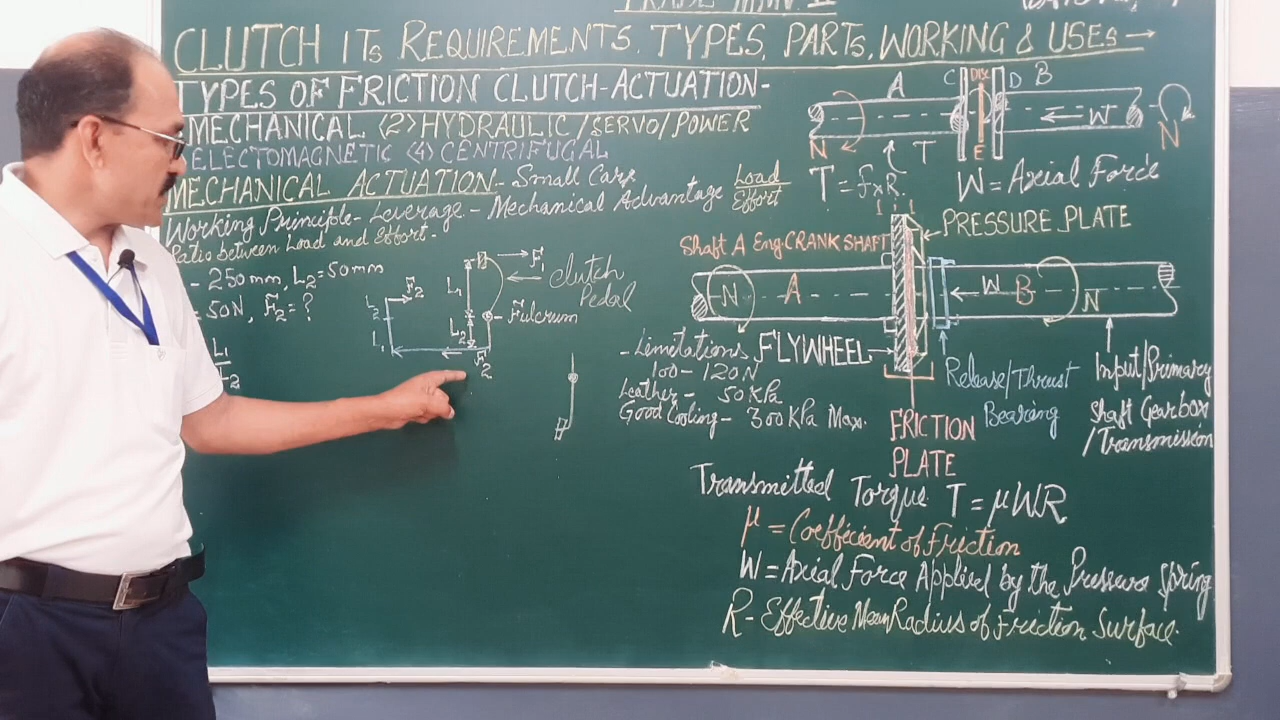 CLUTCH ITS REQUIREMENTS, TYPES, PARTS, WORKING & USES →
TYPES OF FRICTION CLUTCH-ACTUATION-
MECHANICAL <2> HYDRAULIC/SERVO/POWER
ELECTOMAGNETIC <4> CENTRIFUGAL
MECHANICAL ACTUATION- Small Cars
Working Principle- Leverage - Mechanical Advantage Load
Effort
Ratio between Load and Effort-
- 250mm, L2=50mm
50N, F2=?
L1
L2
F2
L2
L1
L1
L2
F1
F2
Clutch
Pedal
Fulcrum
A
C
DISC
D
B
W
N
E
N
T
T = f×R
W = Axial Force
PRESSURE PLATE
Shaft A Eng. CRANK SHAFT
N
A
W
B
N
FLYWHEEL
- Limitations
100- 120N
Leather- 50KPa
Good Cooling- 300KPa Max.
Release/Thrust
Bearing
Input/Primary
Shaft Gearbox
/Transmission
FRICTION
PLATE
Transmitted Torque T = μWR
μ = Coefficient of Friction
W = Axial Force Applied by the Pressure Spring
R- Effective Mean Radius of Friction Surface.